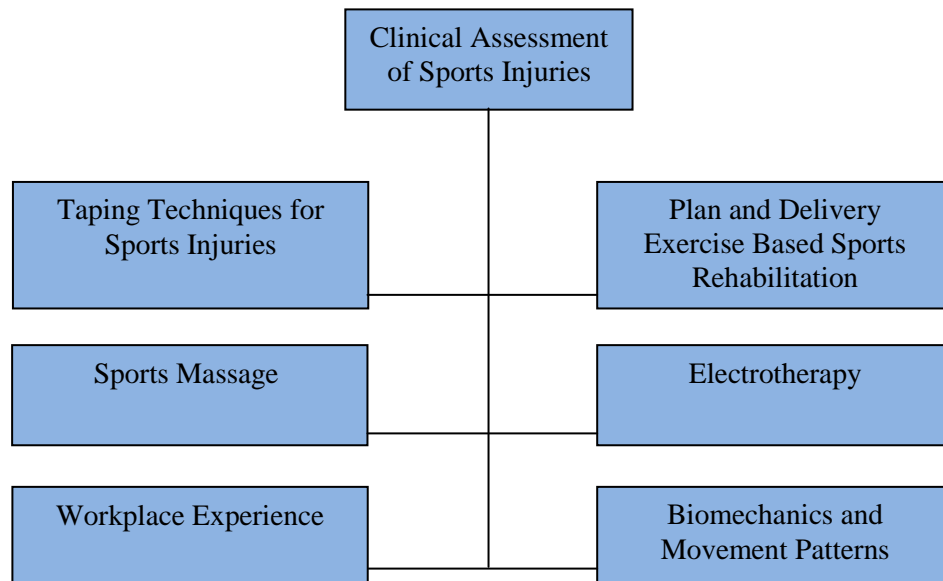 Clinical Assessment
of Sports Injuries
Taping Techniques for
Sports Injuries
Plan and Delivery
Exercise Based Sports
Rehabilitation
Sports Massage
Electrotherapy
Workplace Experience
Biomechanics and
Movement Patterns